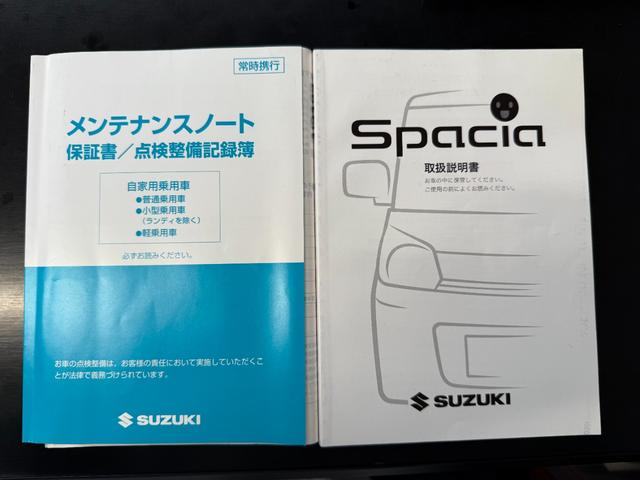 常時携行
メンテナンスノート
保証書／点検整備記録簿
自家用乗用車
●普通乗用車
●小型乗用車
（ランディを除く）
●軽乗用車
必ずお読みください。
お車の点検整備は、お客様の責任において実施していただくこ
とが法律で義務づけられています。
SUZUKI
Spacia
取扱説明書
お車の中に保管してください。
ご使用の前によくお読みください。
SUZUKI